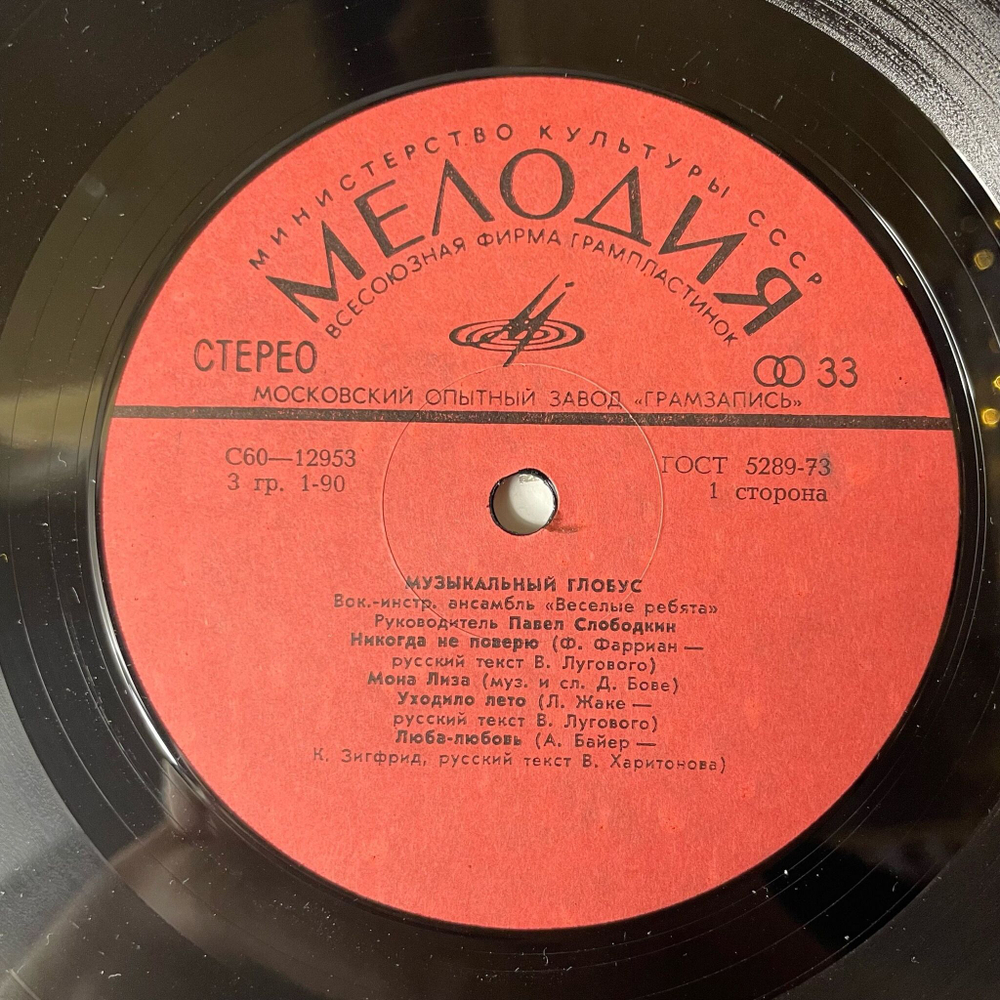 МИНИСТЕРСТВО КУЛЬТУРЫ СССР
МЕЛОДИЯ
ВСЕСОЮЗНАЯ ФИРМА ГРАМПЛАСТИНОК
СТЕРЕО
33
МОСКОВСКИЙ ОПЫТНЫЙ ЗАВОД «ГРАМЗАПИСЬ»
С60—12953 ГОСТ 5289-73
3 гр. 1-90 1 сторона
МУЗЫКАЛЬНЫЙ ГЛОБУС
Вок.-инстр. ансамбль «Веселые ребята»
Руководитель Павел Слободкин
Никогда не поверю (Ф. Фарриан —
русский текст В. Лугового)
Мона Лиза (муз. и сл. Д. Бове)
Уходило лето (Л. Жаке —
русский текст В. Лугового)
Люба-любовь (А. Байер —
К. Зигфрид, русский текст В. Харитонова)